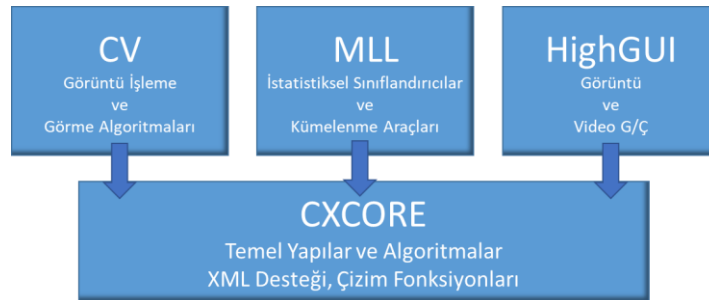 CV
Görüntü İşleme
ve
Görme Algoritmaları
MLL
İstatistiksel Sınıflandırıcılar
ve
Kümelenme Araçları
HighGUI
Görüntü
ve
Video G/Ç
CXCORE
Temel Yapılar ve Algoritmalar
XML Desteği, Çizim Fonksiyonları